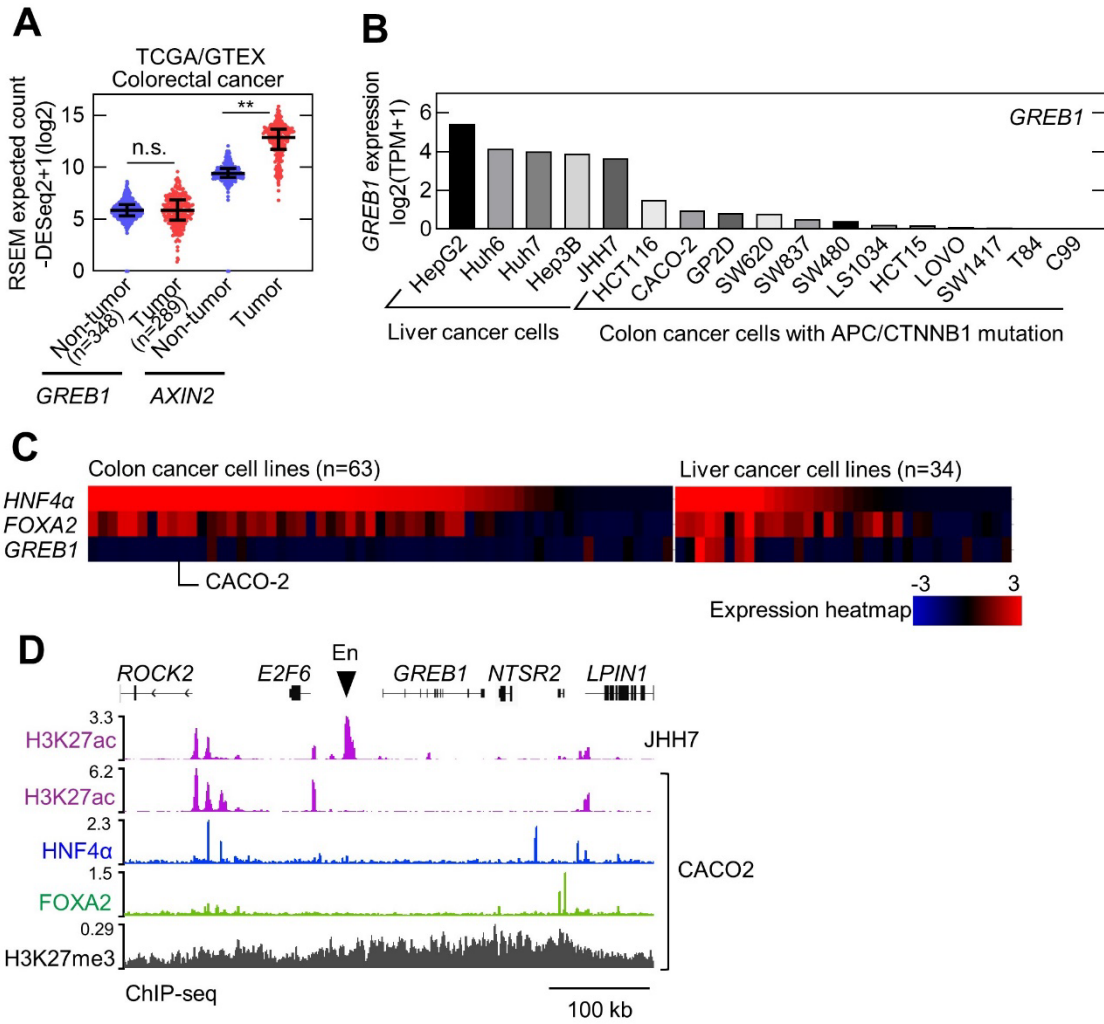 A
TCGA/GTEX
Colorectal cancer
RSEM expected count
-DESeq2+1 (log2)
15
10
5
0
n.s.
**
Non-tumor
(n=348)
Tumor
(n=289)
Non-tumor
Tumor
GREB1
AXIN2
B
GREB1 expression
log2(TPM+1)
6
4
2
0
GREB1
HepG2
Huh6
Huh7
Hep3B
JHH7
HCT116
CACO-2
GP2D
SW620
SW837
SW480
LS1034
HCT15
LOVO
SW1417
T84
C99
Liver cancer cells
Colon cancer cells with APC/CTNNB1 mutation
C
Colon cancer cell lines (n=63)
Liver cancer cell lines (n=34)
HNF4α
FOXA2
GREB1
CACO-2
Expression heatmap
-3
3
D
En
ROCK2
E2F6
GREB1
NTSR2
LPIN1
3.3
H3K27ac
JHH7
6.2
H3K27ac
2.3
HNF4α
CACO2
1.5
FOXA2
0.29
H3K27me3
ChIP-seq
100 kb